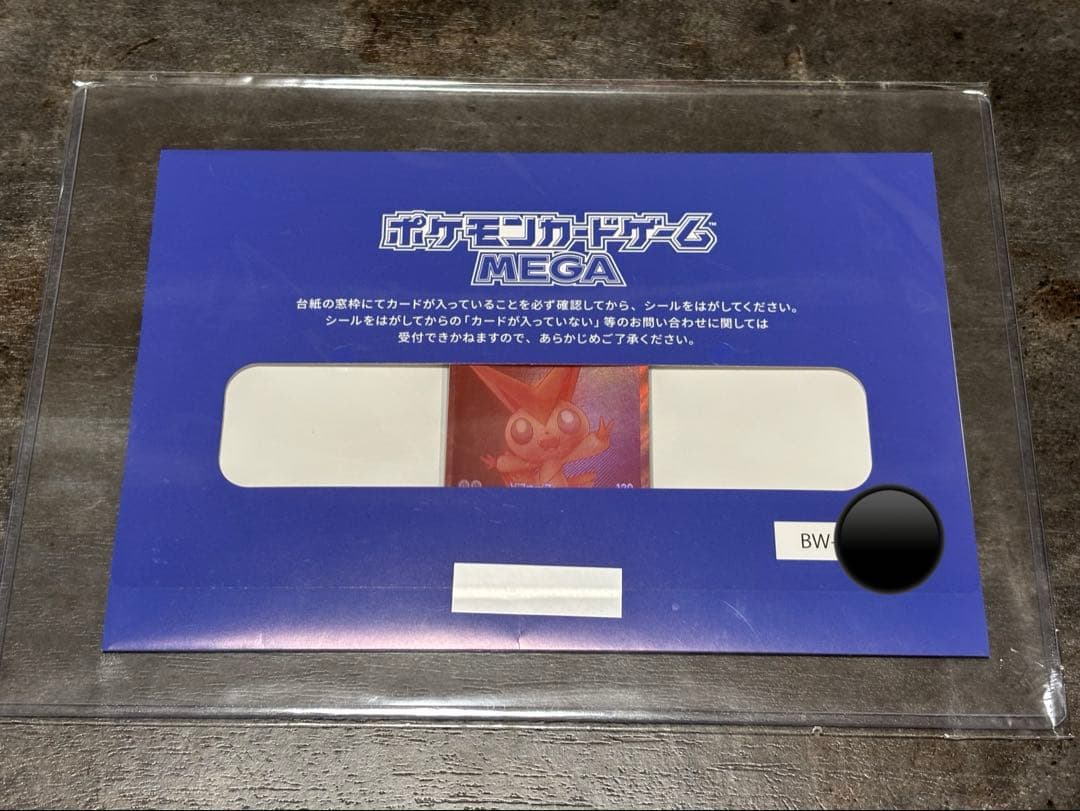 ポケモンカードゲーム
MEGA
台紙の窓枠にてカードが入っていることを必ず確認してから、シールをはがしてください。
シールをはがしてからの「カードが入っていない」等のお問い合わせに関しては
受付できかねますので、あらかじめご了承ください。
BW-